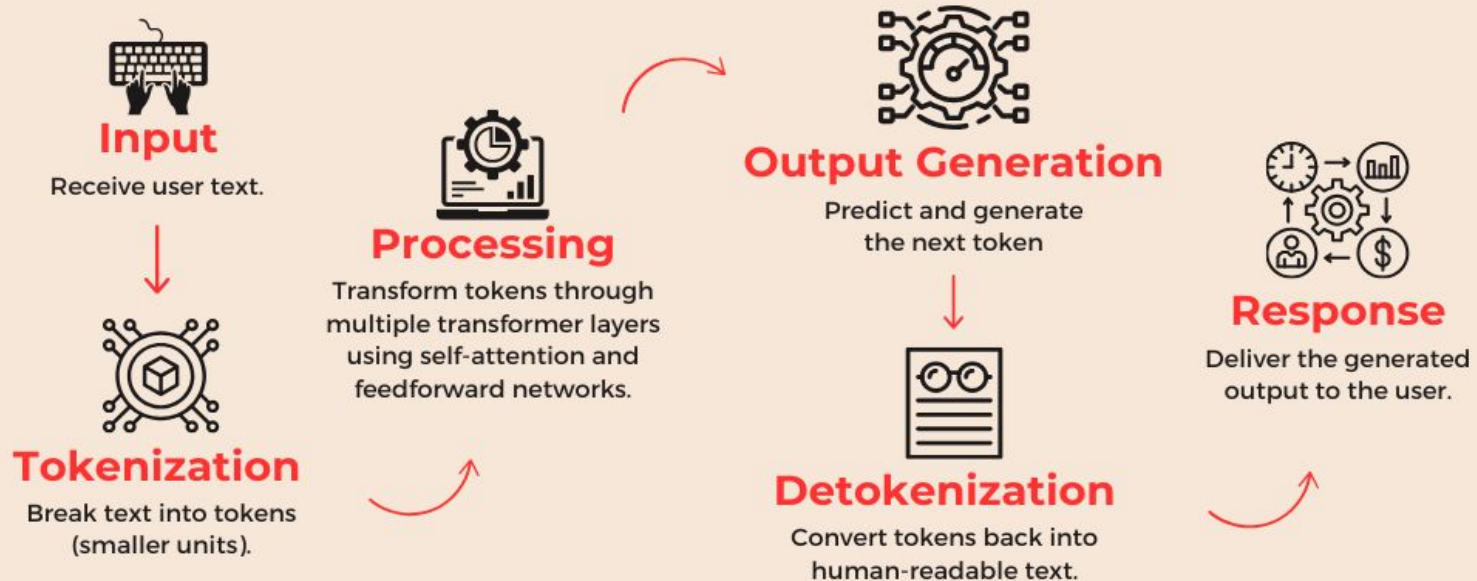 Input
Receive user text.
Tokenization
Break text into tokens
(smaller units).
Processing
Transform tokens through
multiple transformer layers
using self-attention and
feedforward networks.
Output Generation
Predict and generate
the next token
Detokenization
Convert tokens back into
human-readable text.
Response
Deliver the generated
output to the user.